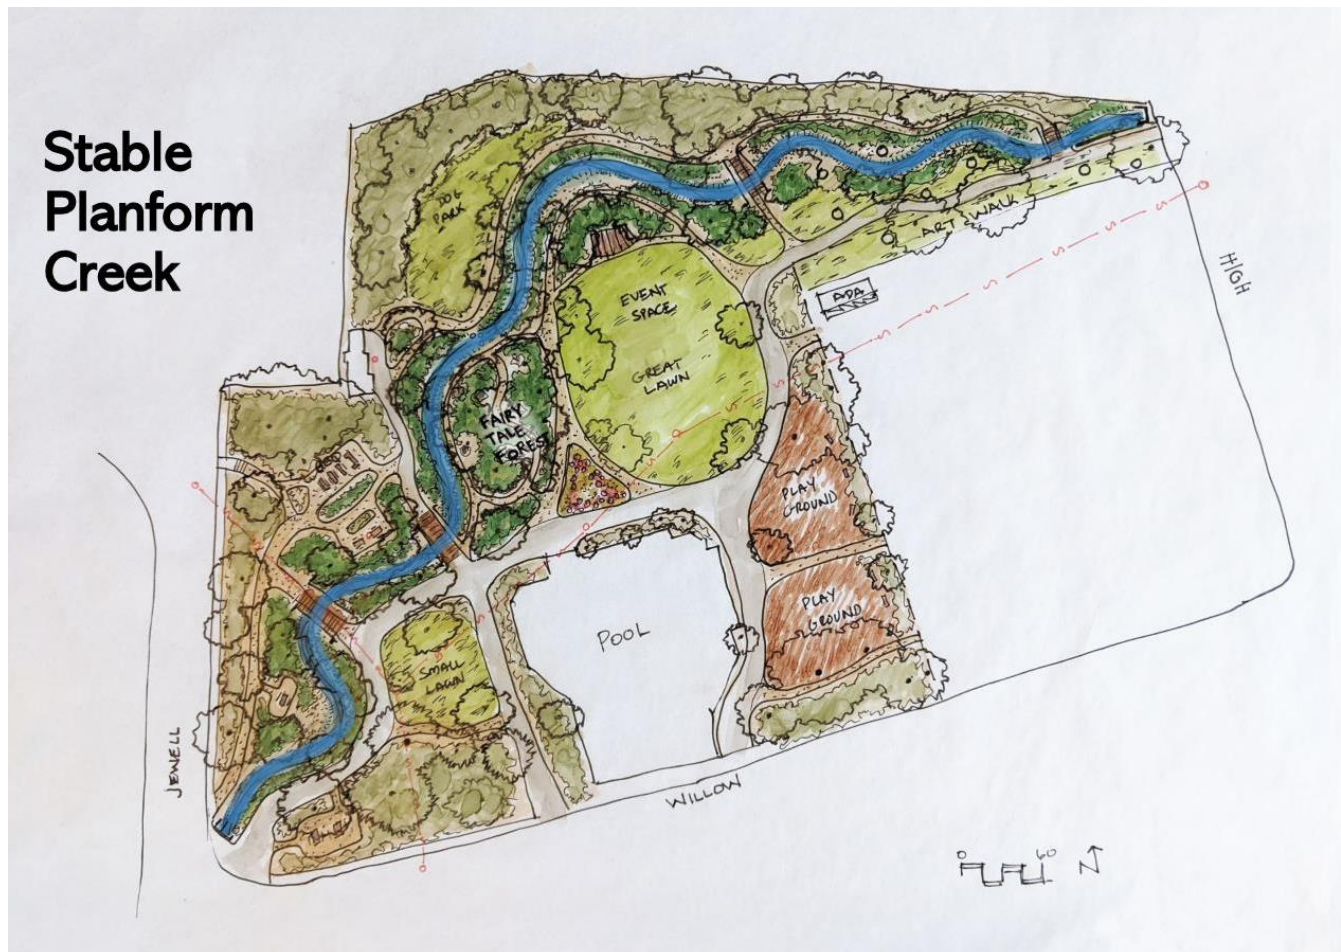 Stable
Planform
Creek
DOG
PARK
ART WALK
HIGH
ADA
EVENT
SPACE
GREAT
LAWN
FAIRY
TALE
FOREST
PLAY
GROUND
PLAY
GROUND
POOL
SMALL
LAWN
JEWELL
WILLOW
0 60 N
S S S S S S S S S S S